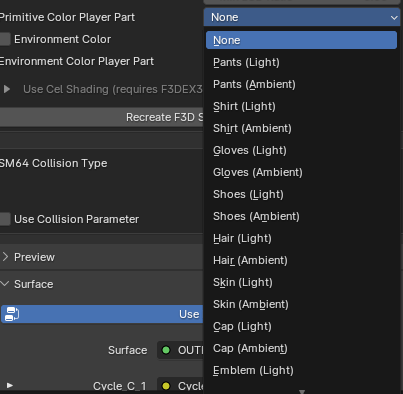 Primitive Color Player Part
None
Environment Color
Environment Color Player Part
Use Cel Shading (requires F3DEX3
Recreate F3D S
SM64 Collision Type
Use Collision Parameter
Preview
Surface
Use
Surface
OUT
Cycle_C_1
Cycle
None
Pants (Light)
Pants (Ambient)
Shirt (Light)
Shirt (Ambient)
Gloves (Light)
Gloves (Ambient)
Shoes (Light)
Shoes (Ambient)
Hair (Light)
Hair (Ambient)
Skin (Light)
Skin (Ambient)
Cap (Light)
Cap (Ambient)
Emblem (Light)